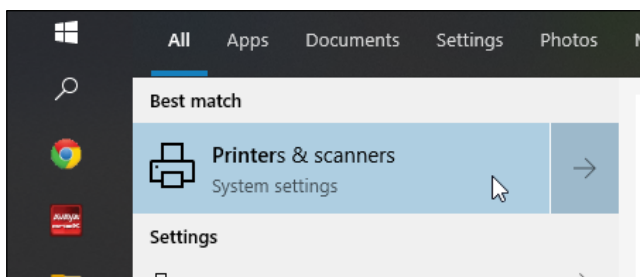 All Apps Documents Settings Photos
Best match
Printers & scanners
System settings
Settings